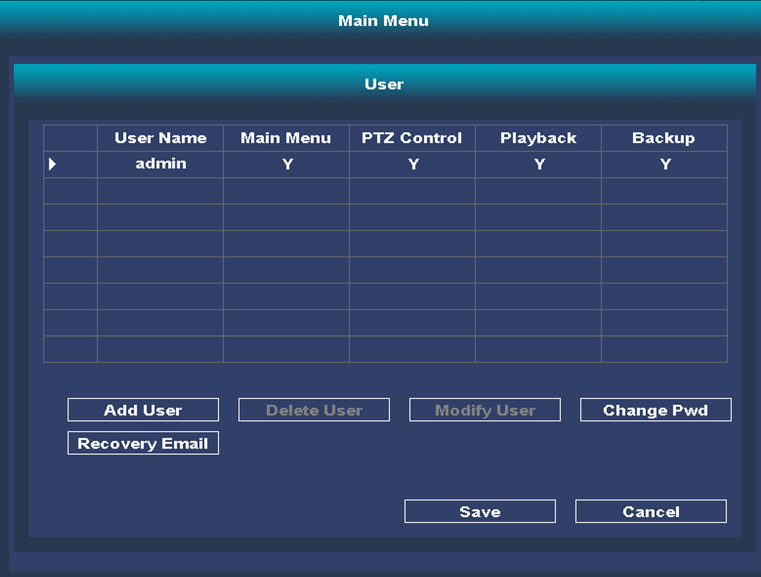 Main Menu
User
User Name Main Menu PTZ Control Playback Backup
admin Y Y Y Y
Add User Delete User Modify User Change Pwd
Recovery Email
Save Cancel